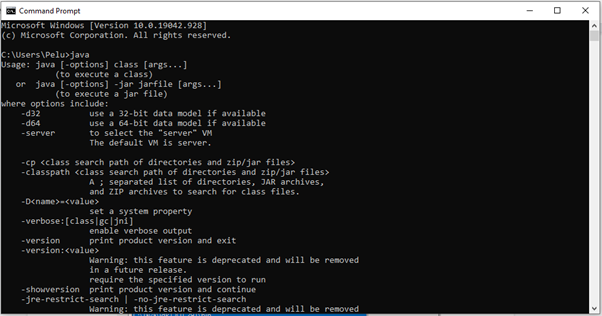 Command Prompt
Microsoft Windows [Version 10.0.19042.928]
(c) Microsoft Corporation. All rights reserved.
C:\Users\Pelu>java
Usage: java [-options] class [args...]
(to execute a class)
or  java [-options] -jar jarfile [args...]
(to execute a jar file)
where options include:
-d32          use a 32-bit data model if available
-d64          use a 64-bit data model if available
-server       to select the "server" VM
The default VM is server.
-cp <class search path of directories and zip/jar files>
-classpath <class search path of directories and zip/jar files>
A ; separated list of directories, JAR archives,
and ZIP archives to search for class files.
-D<name>=<value>
set a system property
-verbose:[class|gc|jni]
enable verbose output
-version      print product version and exit
-version:<value>
Warning: this feature is deprecated and will be removed
in a future release.
require the specified version to run
-showversion  print product version and continue
-jre-restrict-search | -no-jre-restrict-search
Warning: this feature is deprecated and will be removed